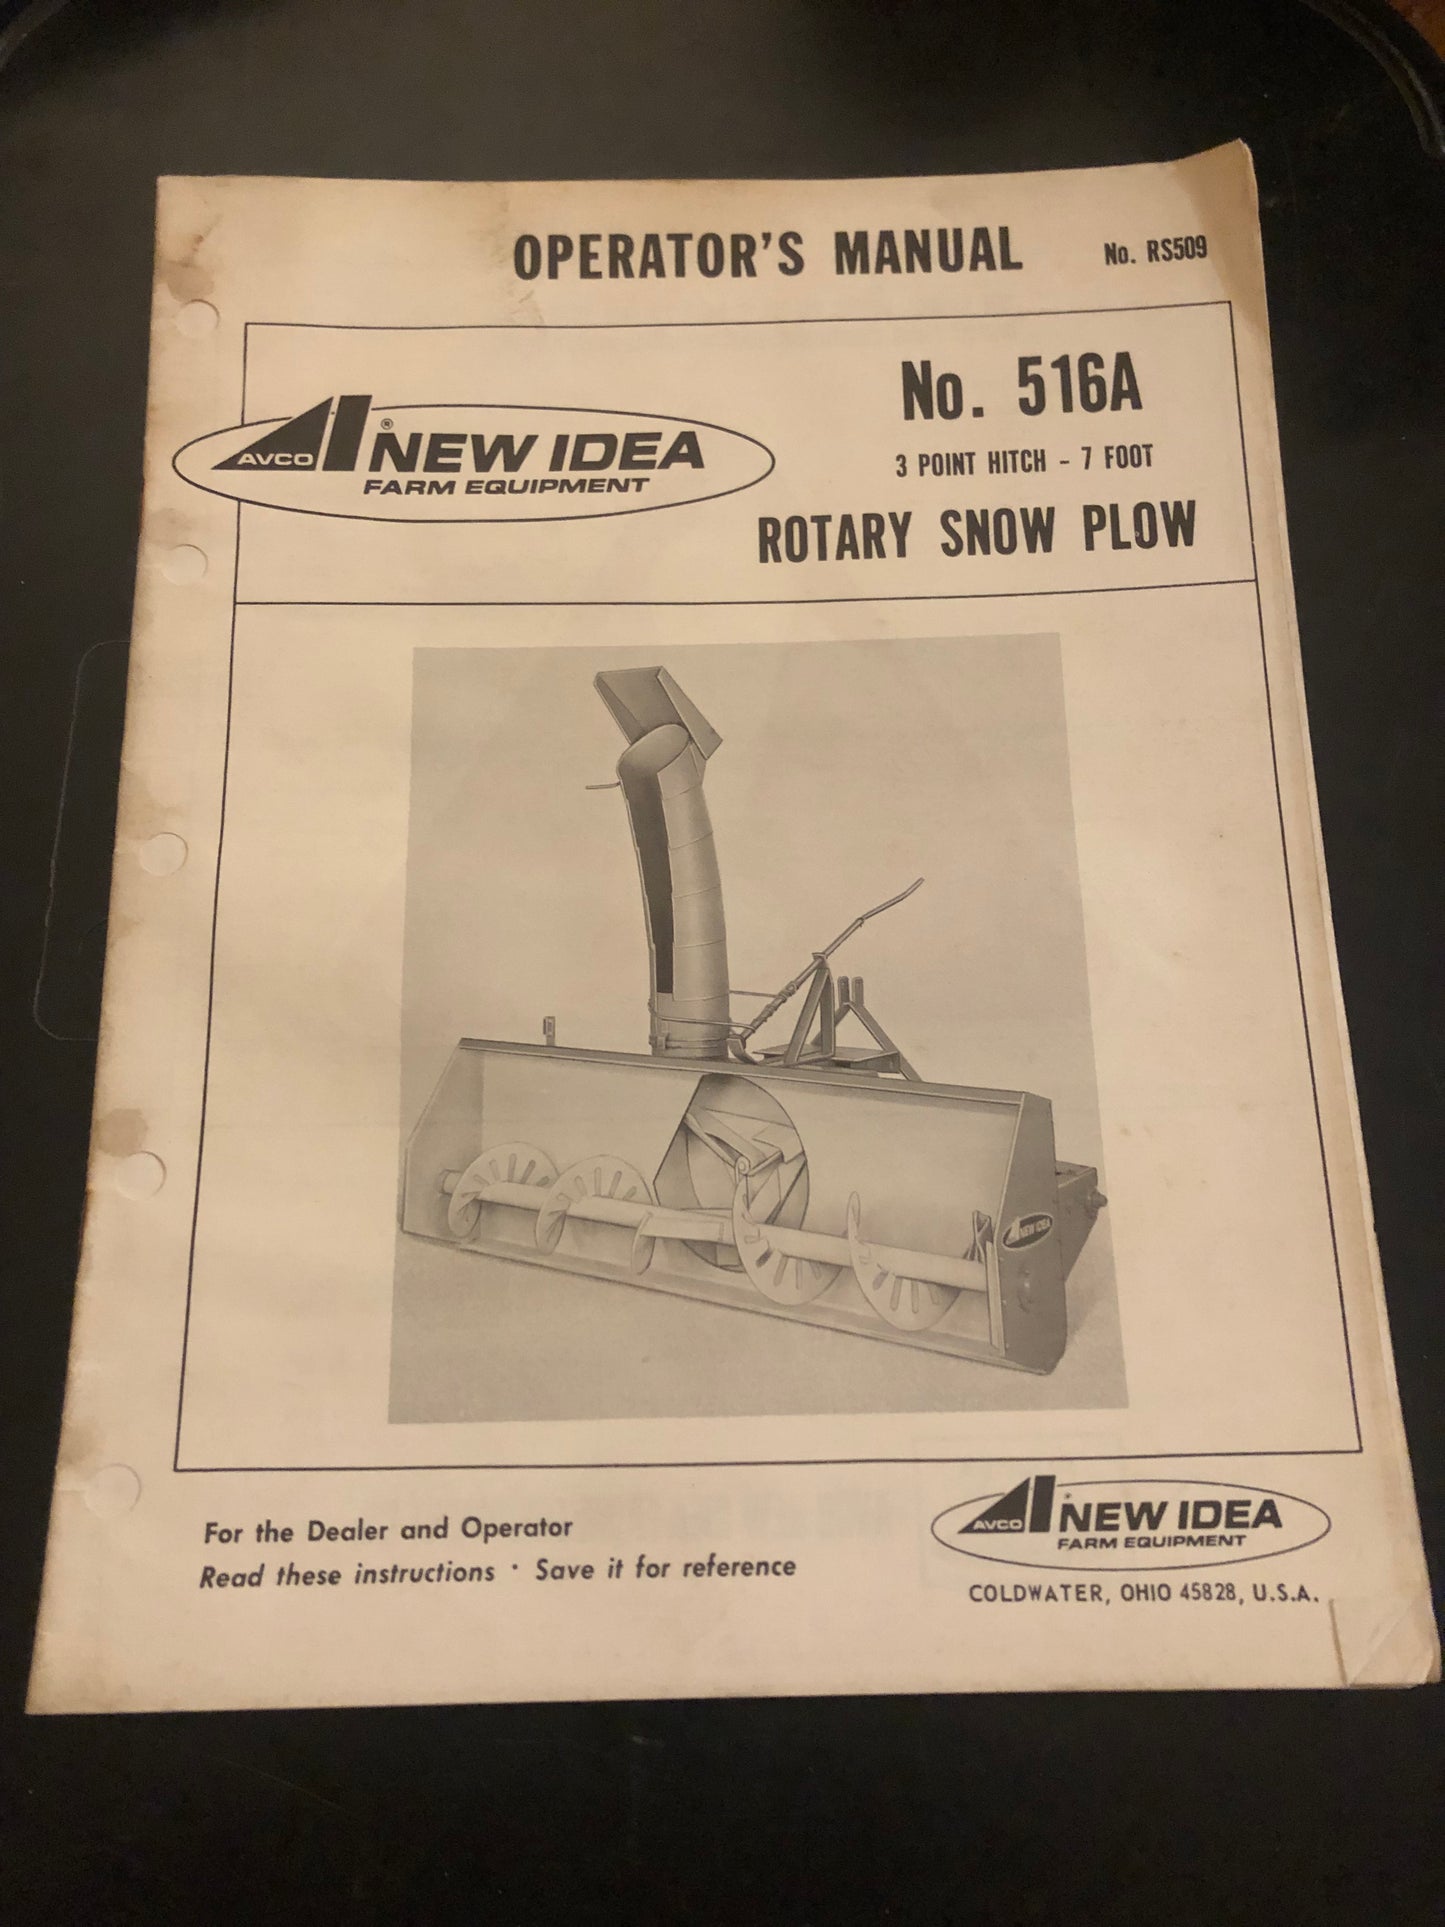 OPERATOR'S MANUAL No. RS509
No. 516A
AVCO ® NEW IDEA
FARM EQUIPMENT
3 POINT HITCH - 7 FOOT
ROTARY SNOW PLOW
NEW IDEA
For the Dealer and Operator
Read these instructions · Save it for reference
AVCO ® NEW IDEA
FARM EQUIPMENT
COLDWATER, OHIO 45828, U.S.A.